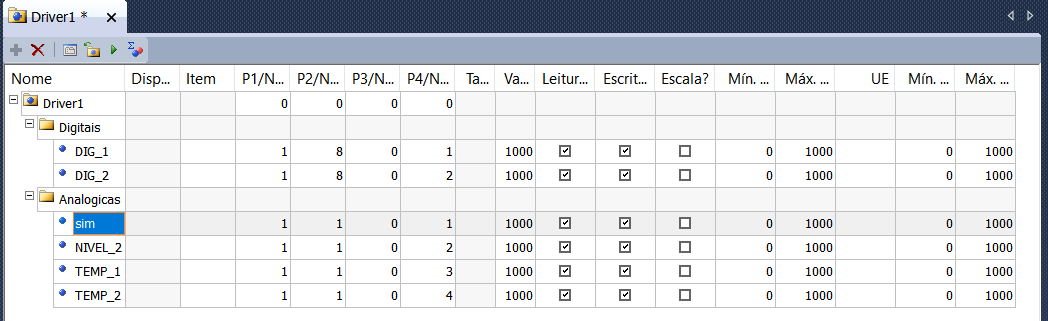 Driver1 *
Nome Disp... Item P1/N... P2/N... P3/N... P4/N... Ta... Va... Leitur... Escrit... Escala? Mín. ... Máx. ... UE Mín. ... Máx. ...
Driver1 0 0 0 0
Digitais
DIG_1 1 8 0 1 1000 0 1000 0 1000
DIG_2 1 8 0 2 1000 0 1000 0 1000
Analogicas
sim 1 1 0 1 1000 0 1000 0 1000
NIVEL_2 1 1 0 2 1000 0 1000 0 1000
TEMP_1 1 1 0 3 1000 0 1000 0 1000
TEMP_2 1 1 0 4 1000 0 1000 0 1000